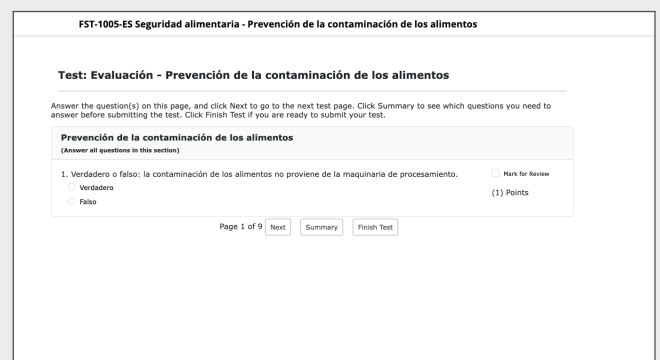 FST-1005-ES Seguridad alimentaria - Prevención de la contaminación de los alimentos
Test: Evaluación - Prevención de la contaminación de los alimentos
Answer the question(s) on this page, and click Next to go to the next test page. Click Summary to see which questions you need to
answer before submitting the test. Click Finish Test if you are ready to submit your test.
Prevención de la contaminación de los alimentos
(Answer all questions in this section)
1. Verdadero o falso: la contaminación de los alimentos no proviene de la maquinaria de procesamiento.
Mark for Review
Verdadero
(1) Points
Falso
Page 1 of 9 Next Summary Finish Test